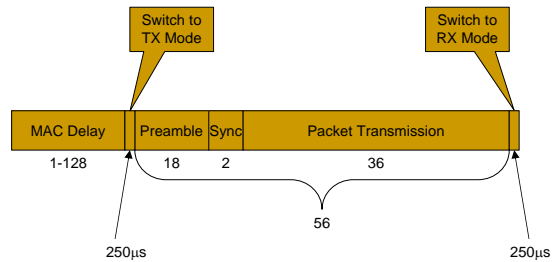 Switch to
TX Mode
Switch to
RX Mode
MAC Delay
Preamble
Sync
Packet Transmission
1-128
18
2
36
56
250μs
250μs